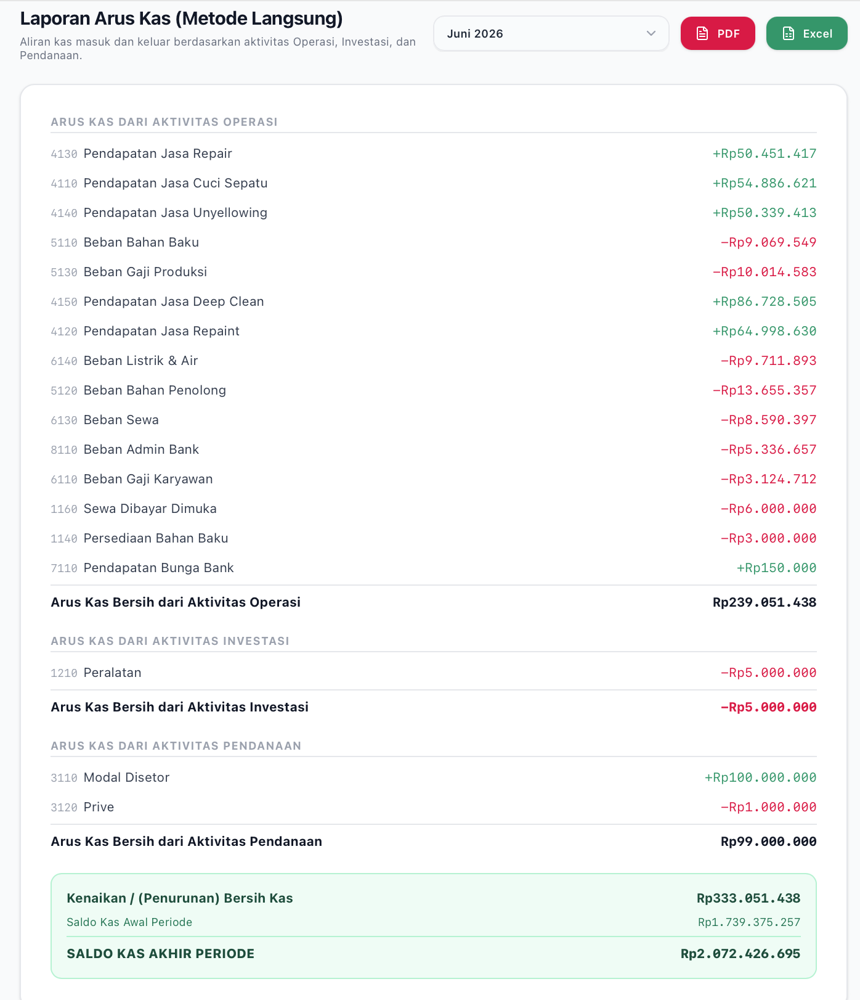 Laporan Arus Kas (Metode Langsung)
Aliran kas masuk dan keluar berdasarkan aktivitas Operasi, Investasi, dan
Pendanaan.
Juni 2026
PDF
Excel
ARUS KAS DARI AKTIVITAS OPERASI
4130 Pendapatan Jasa Repair +Rp50.451.417
4110 Pendapatan Jasa Cuci Sepatu +Rp54.886.621
4140 Pendapatan Jasa Unyellowing +Rp50.339.413
5110 Beban Bahan Baku −Rp9.069.549
5130 Beban Gaji Produksi −Rp10.014.583
4150 Pendapatan Jasa Deep Clean +Rp86.728.505
4120 Pendapatan Jasa Repaint +Rp64.998.630
6140 Beban Listrik & Air −Rp9.711.893
5120 Beban Bahan Penolong −Rp13.655.357
6130 Beban Sewa −Rp8.590.397
8110 Beban Admin Bank −Rp5.336.657
6110 Beban Gaji Karyawan −Rp3.124.712
1160 Sewa Dibayar Dimuka −Rp6.000.000
1140 Persediaan Bahan Baku −Rp3.000.000
7110 Pendapatan Bunga Bank +Rp150.000
Arus Kas Bersih dari Aktivitas Operasi Rp239.051.438
ARUS KAS DARI AKTIVITAS INVESTASI
1210 Peralatan −Rp5.000.000
Arus Kas Bersih dari Aktivitas Investasi −Rp5.000.000
ARUS KAS DARI AKTIVITAS PENDANAAN
3110 Modal Disetor +Rp100.000.000
3120 Prive −Rp1.000.000
Arus Kas Bersih dari Aktivitas Pendanaan Rp99.000.000
Kenaikan / (Penurunan) Bersih Kas Rp333.051.438
Saldo Kas Awal Periode Rp1.739.375.257
SALDO KAS AKHIR PERIODE Rp2.072.426.695